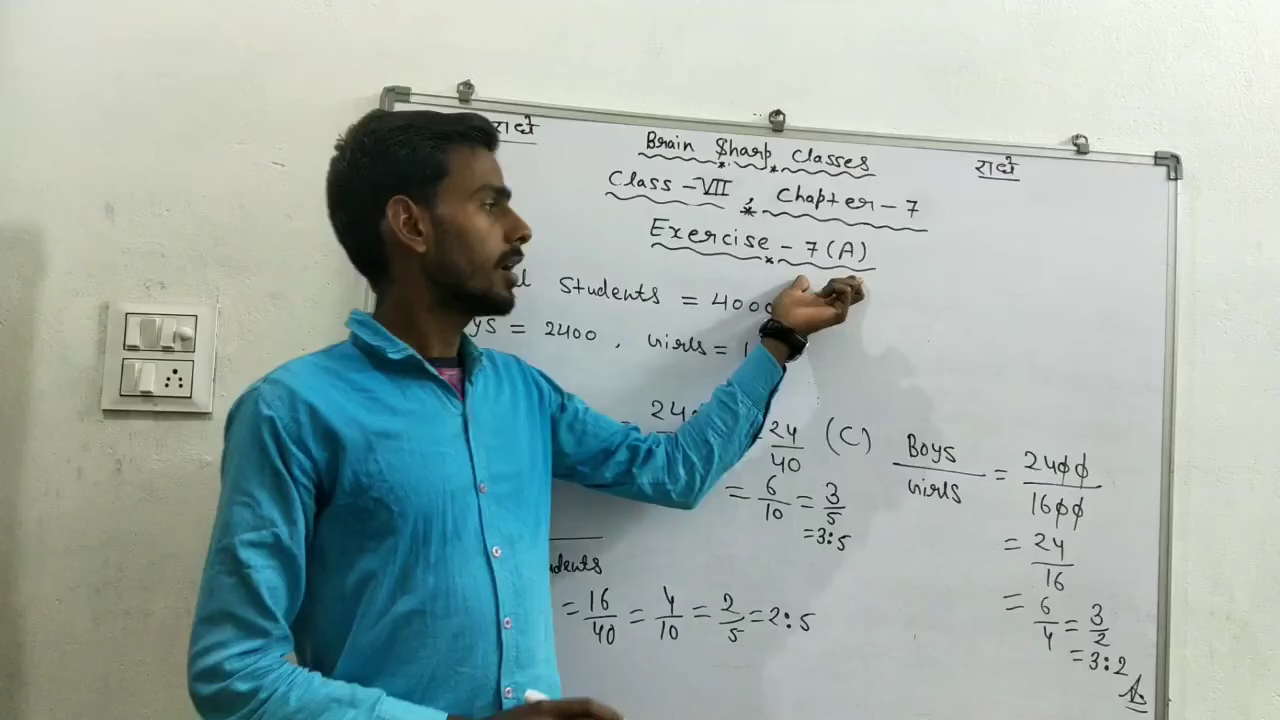 राधे
Brain Sharp Classes
राधे
Class - VII , Chapter - 7
Exercise - 7(A)
Students = 4000
= 2400 , Girls = 1
= 24
= 24/40 (C)
= 6/10 = 3/5
= 3:5
Boys/Girls = 2400/1600
= 24/16
= 6/4 = 3/2
= 3:2
= 16/40 = 4/10 = 2/5 = 2:5